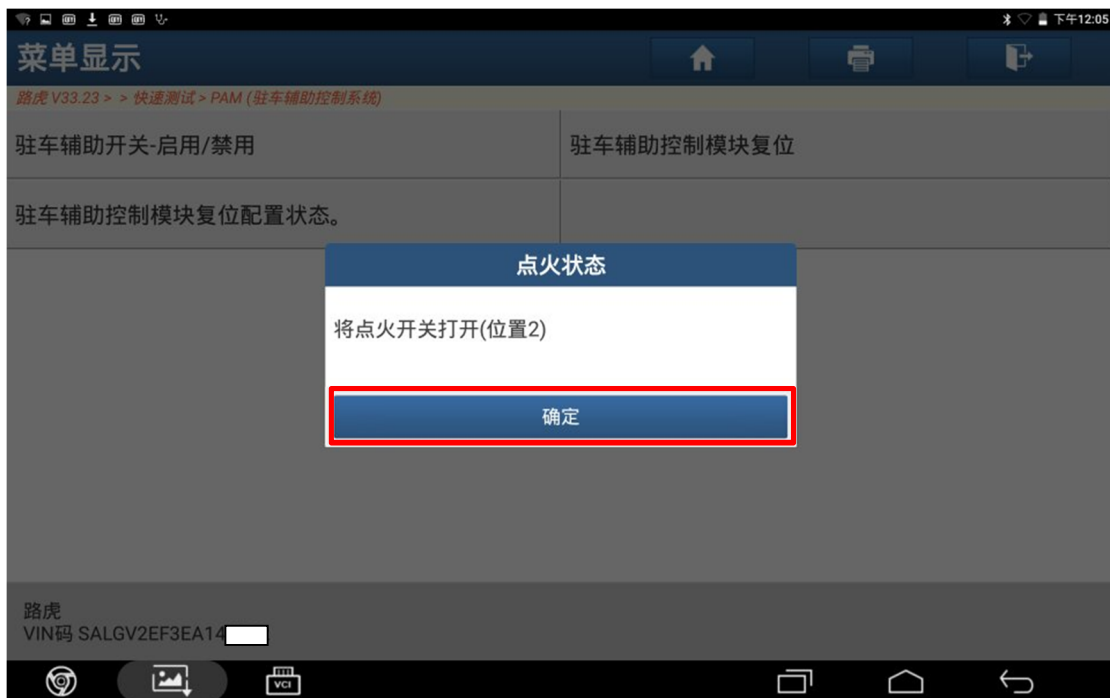 下午12:05
菜单显示
路虎 V33.23 > > 快速测试 > PAM (驻车辅助控制系统)
驻车辅助开关-启用/禁用
驻车辅助控制模块复位
驻车辅助控制模块复位配置状态。
点火状态
将点火开关打开(位置2)
确定
路虎
VIN码 SALGV2EF3EA14
VCI